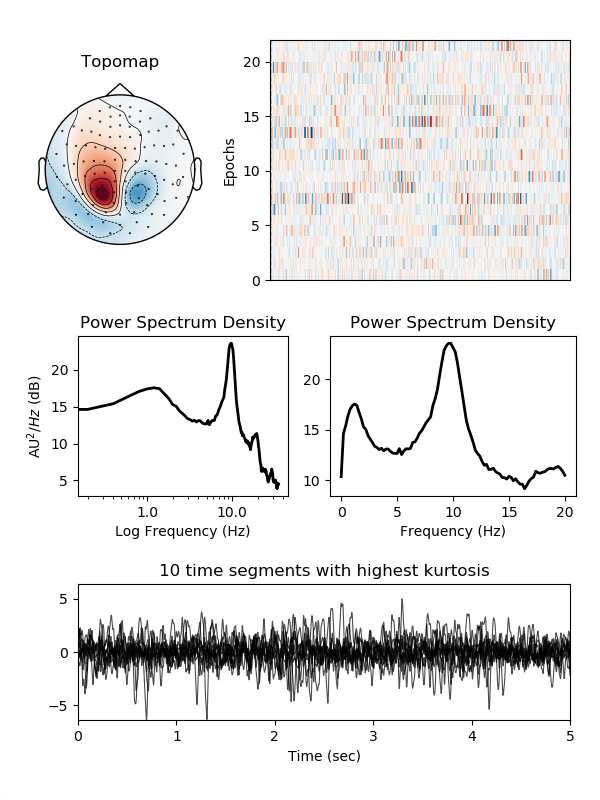 Topomap
0
Epochs
20
15
10
5
0
Power Spectrum Density
AU²/Hz (dB)
20
15
10
5
1.0 10.0
Log Frequency (Hz)
Power Spectrum Density
20
15
10
0 5 10 15 20
Frequency (Hz)
10 time segments with highest kurtosis
5
0
−5
0 1 2 3 4 5
Time (sec)